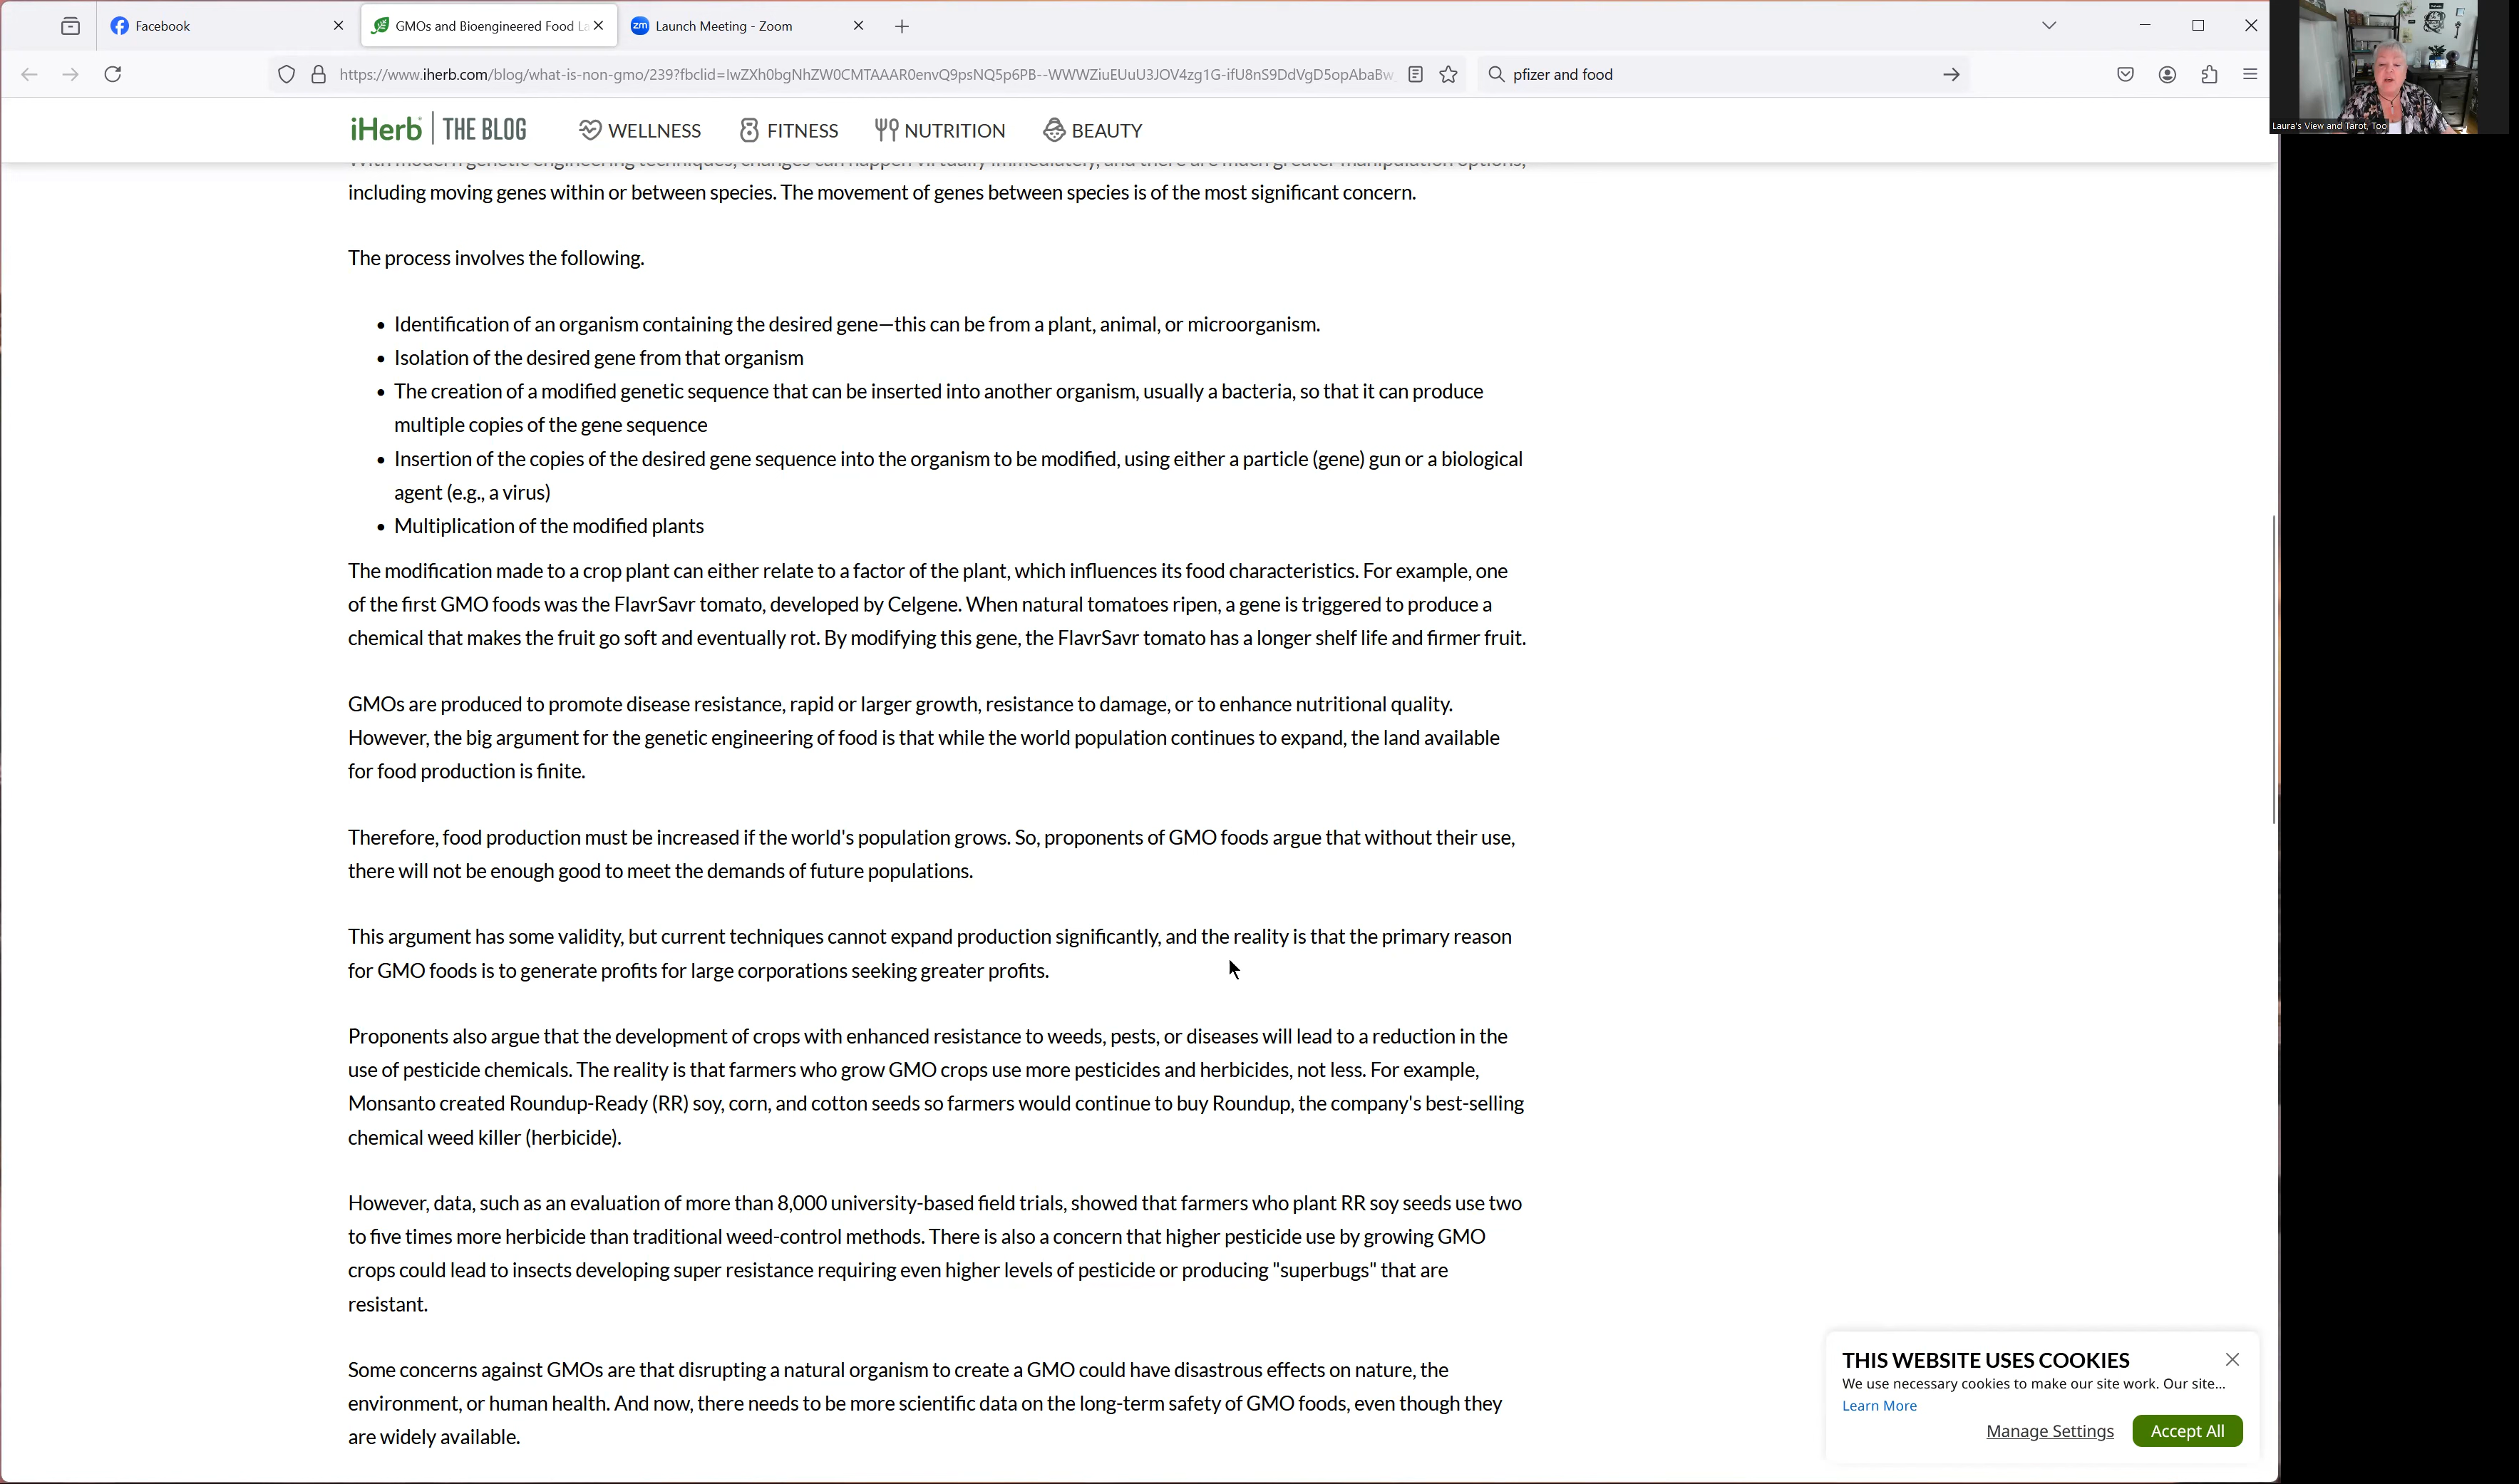 Facebook
GMOs and Bioengineered Food La
Launch Meeting - Zoom
https://www.iherb.com/blog/what-is-non-gmo/239?fbclid=IwZXh0bgNhZW0CMTAAAR0envQ9psNQ5p6PB--WWWZiuEUuU3JOV4zg1G-ifU8nS9DdVgD5opAbaBw
pfizer and food
Laura's View and Tarot, Too
iHerb THE BLOG
WELLNESS
FITNESS
NUTRITION
BEAUTY
With modern genetic engineering techniques, changes can happen virtually immediately, and there are much greater manipulation options,
including moving genes within or between species. The movement of genes between species is of the most significant concern.
The process involves the following.
• Identification of an organism containing the desired gene—this can be from a plant, animal, or microorganism.
• Isolation of the desired gene from that organism
• The creation of a modified genetic sequence that can be inserted into another organism, usually a bacteria, so that it can produce
multiple copies of the gene sequence
• Insertion of the copies of the desired gene sequence into the organism to be modified, using either a particle (gene) gun or a biological
agent (e.g., a virus)
• Multiplication of the modified plants
The modification made to a crop plant can either relate to a factor of the plant, which influences its food characteristics. For example, one
of the first GMO foods was the FlavrSavr tomato, developed by Celgene. When natural tomatoes ripen, a gene is triggered to produce a
chemical that makes the fruit go soft and eventually rot. By modifying this gene, the FlavrSavr tomato has a longer shelf life and firmer fruit.
GMOs are produced to promote disease resistance, rapid or larger growth, resistance to damage, or to enhance nutritional quality.
However, the big argument for the genetic engineering of food is that while the world population continues to expand, the land available
for food production is finite.
Therefore, food production must be increased if the world's population grows. So, proponents of GMO foods argue that without their use,
there will not be enough good to meet the demands of future populations.
This argument has some validity, but current techniques cannot expand production significantly, and the reality is that the primary reason
for GMO foods is to generate profits for large corporations seeking greater profits.
Proponents also argue that the development of crops with enhanced resistance to weeds, pests, or diseases will lead to a reduction in the
use of pesticide chemicals. The reality is that farmers who grow GMO crops use more pesticides and herbicides, not less. For example,
Monsanto created Roundup-Ready (RR) soy, corn, and cotton seeds so farmers would continue to buy Roundup, the company's best-selling
chemical weed killer (herbicide).
However, data, such as an evaluation of more than 8,000 university-based field trials, showed that farmers who plant RR soy seeds use two
to five times more herbicide than traditional weed-control methods. There is also a concern that higher pesticide use by growing GMO
crops could lead to insects developing super resistance requiring even higher levels of pesticide or producing "superbugs" that are
resistant.
Some concerns against GMOs are that disrupting a natural organism to create a GMO could have disastrous effects on nature, the
environment, or human health. And now, there needs to be more scientific data on the long-term safety of GMO foods, even though they
are widely available.
THIS WEBSITE USES COOKIES
We use necessary cookies to make our site work. Our site...
Learn More
Manage Settings
Accept All